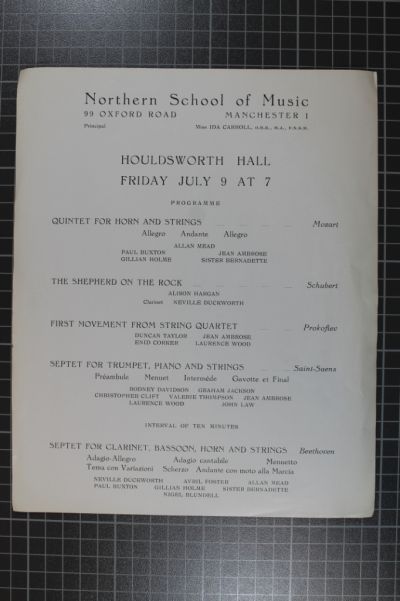 Northern School of Music
99 OXFORD ROAD MANCHESTER 1
Principal Miss IDA CARROLL, O.B.E., M.A., F.N.S.M.
HOULDSWORTH HALL
FRIDAY JULY 9 AT 7
PROGRAMME
QUINTET FOR HORN AND STRINGS ... ... ... ... Mozart
Allegro Andante Allegro
ALLAN MEAD
PAUL BUXTON JEAN AMBROSE
GILLIAN HOLME SISTER BERNADETTE
THE SHEPHERD ON THE ROCK ... ... ... ... Schubert
ALISON HARGAN
Clarinet NEVILLE DUCKWORTH
FIRST MOVEMENT FROM STRING QUARTET ... ... Prokofiec
DUNCAN TAYLOR JEAN AMBROSE
ENID CORKER LAURENCE WOOD
SEPTET FOR TRUMPET, PIANO AND STRINGS ... Saint-Saens
Préambule Menuet Interméde Gavotte et Final
RODNEY DAVIDSON GRAHAM JACKSON
CHRISTOPHER CLIFT VALERIE THOMPSON JEAN AMBROSE
LAURENCE WOOD JOHN LAW
INTERVAL OF TEN MINUTES
SEPTET FOR CLARINET, BASSOON, HORN AND STRINGS Beethoven
Adagio Allegro Adagio cantabile Menuetto
Tema con Variazioni Scherzo Andante con moto alla Marcia
NEVILLE DUCKWORTH AVRIL FOSTER ALLAN MEAD
PAUL BUXTON GILLIAN HOLME SISTER BERNADETTE
NIGEL BLUNDELL